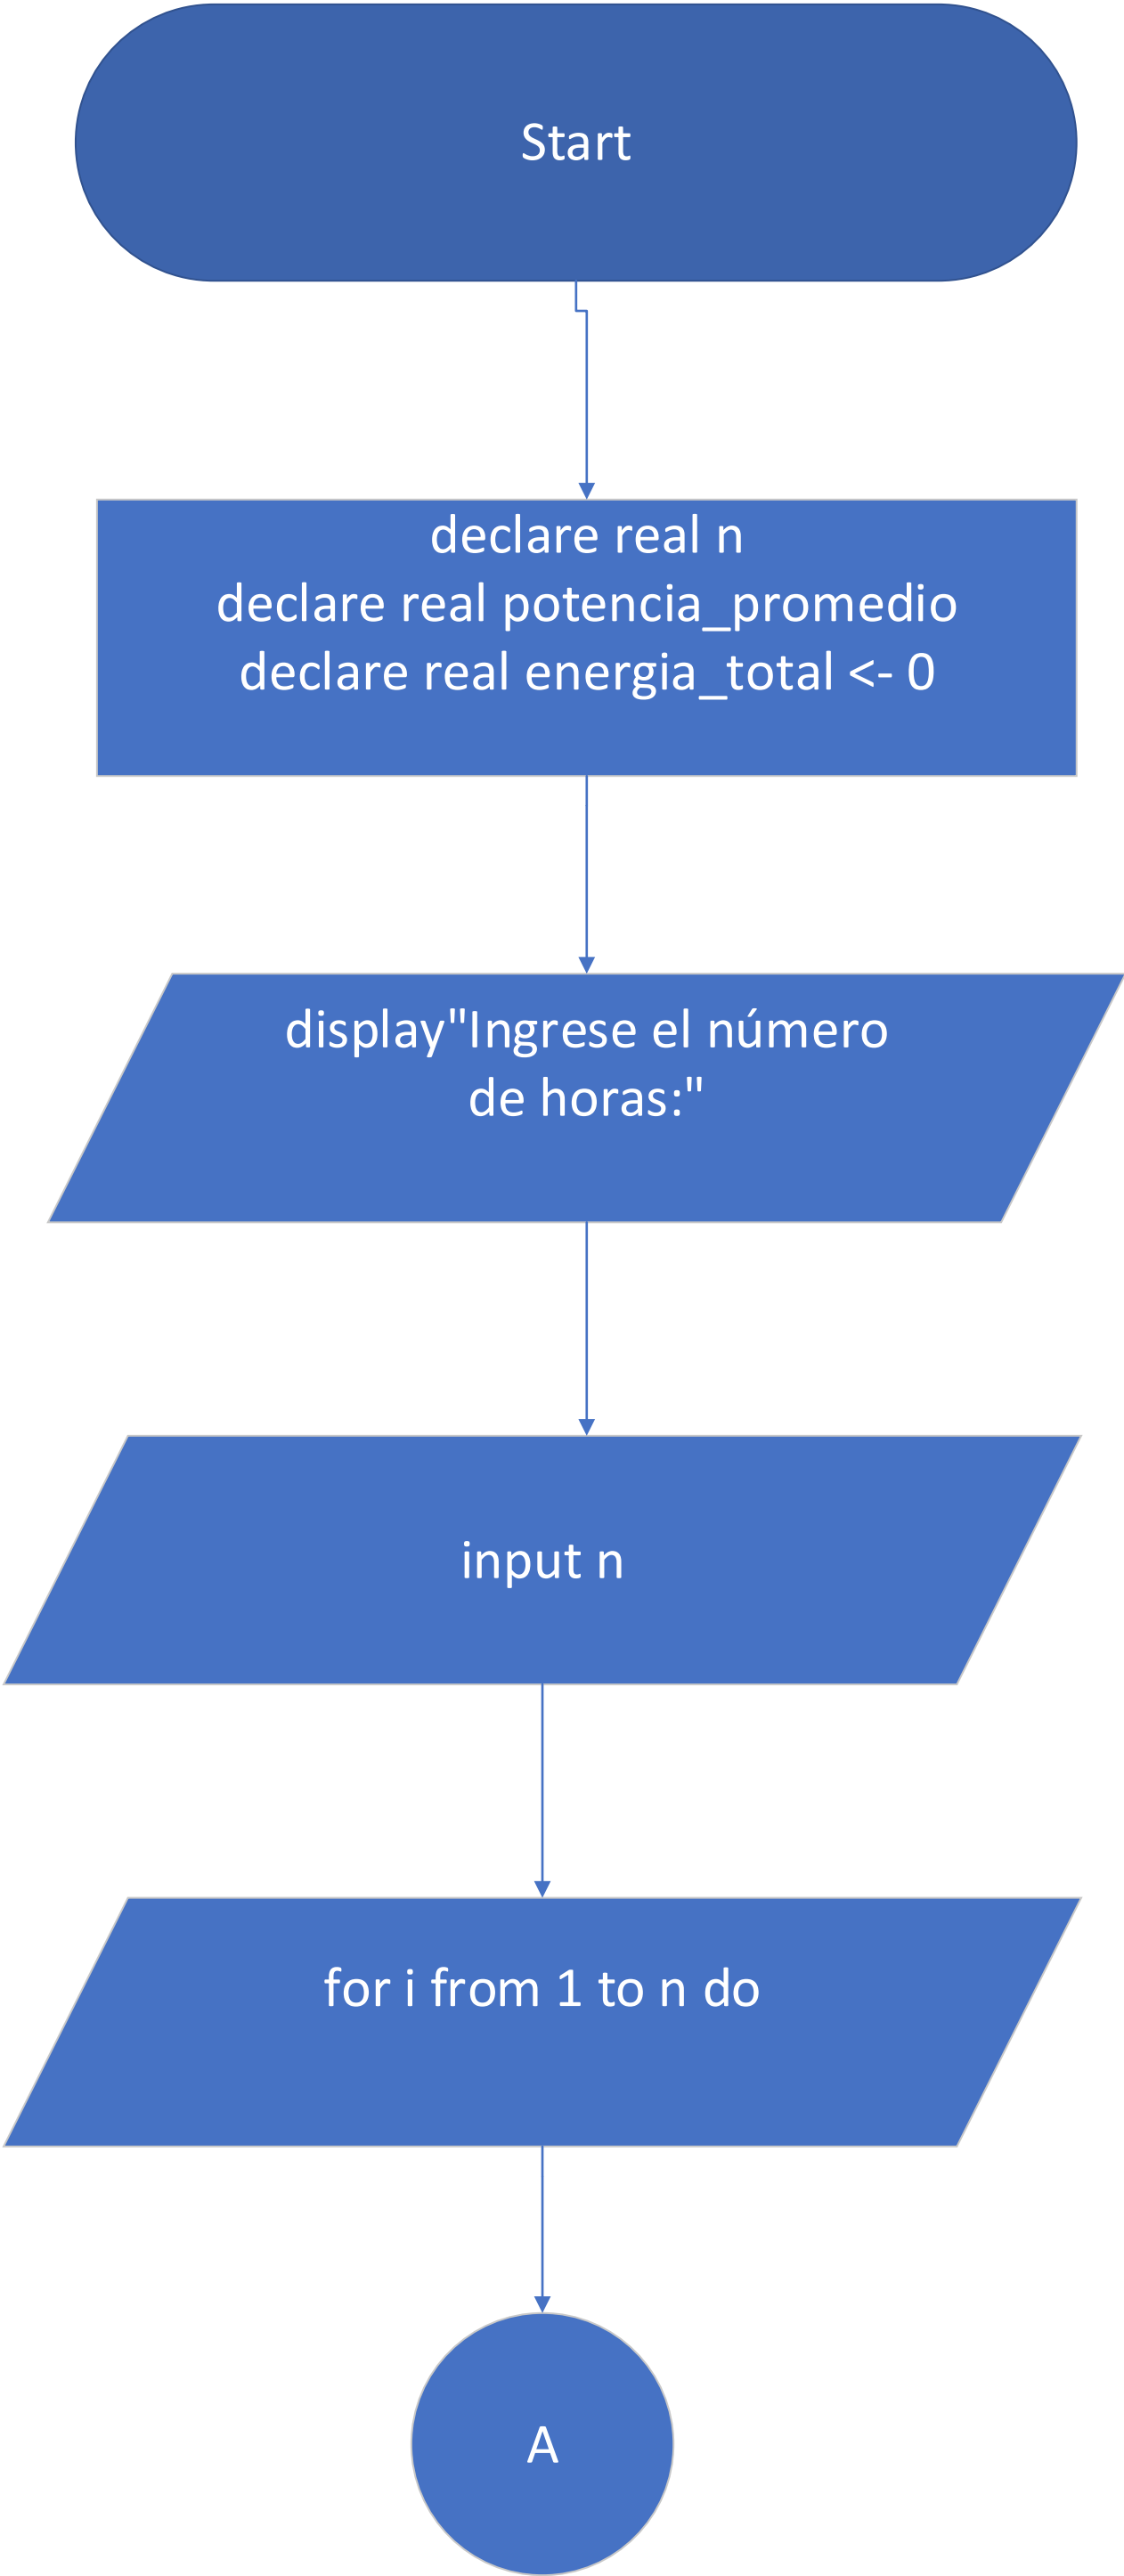 Start
declare real n
declare real potencia_promedio
declare real energia_total <- 0
display"Ingrese el número
de horas:"
input n
for i from 1 to n do
A